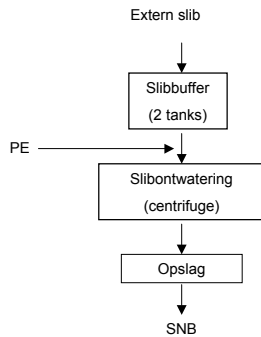 Extern slib
Slibbuffer
(2 tanks)
PE
Slibontwatering
(centrifuge)
Opslag
SNB